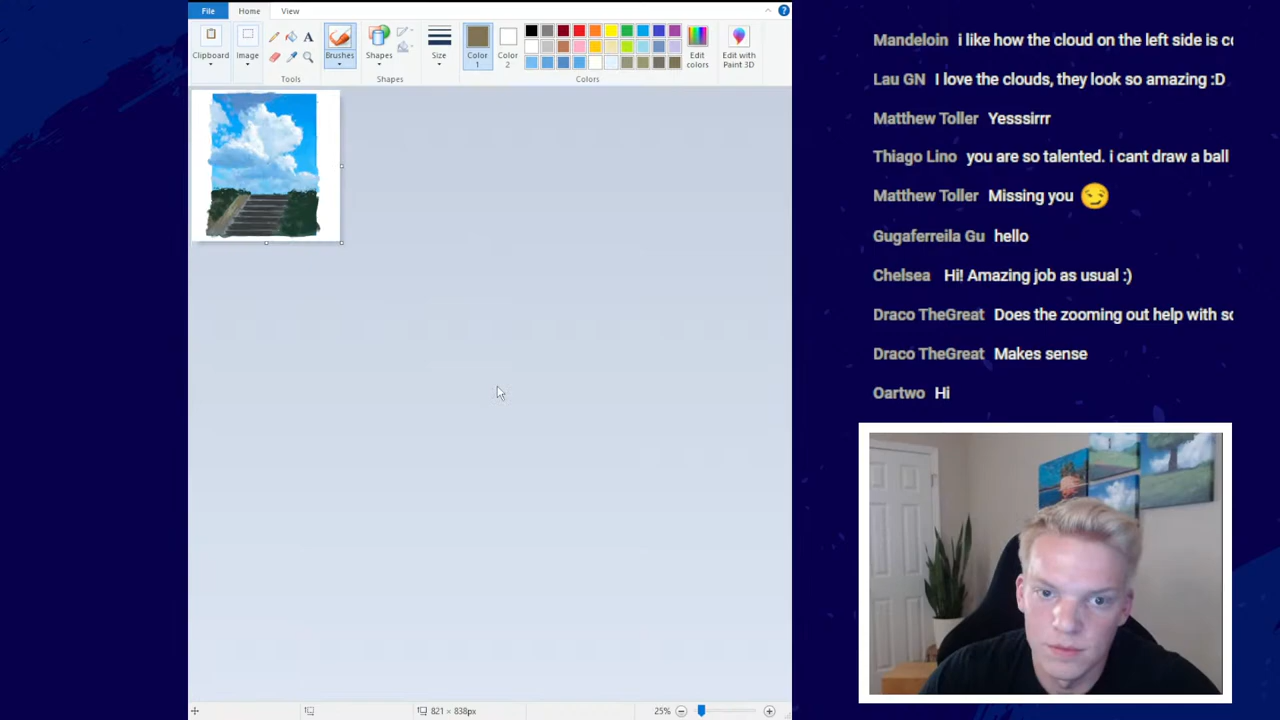 File
Home
View
Clipboard
Image
A
Brushes
Shapes
Size
Color
1
Color
2
Edit
colors
Edit with
Paint 3D
Tools
Shapes
Colors
821 × 838px
25%
Mandeloin i like how the cloud on the left side is
Lau GN I love the clouds, they look so amazing :D
Matthew Toller Yesssirrr
Thiago Lino you are so talented. i cant draw a ball
Matthew Toller Missing you 😏
Gugaferreila Gu hello
Chelsea Hi! Amazing job as usual :)
Draco TheGreat Does the zooming out help with
Draco TheGreat Makes sense
Oartwo Hi